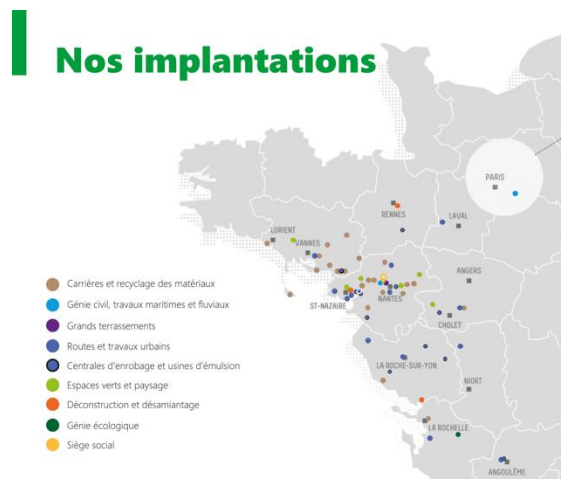 Nos implantations
PARIS
RENNES
LAVAL
LORIENT
VANNES
ANGERS
ST-NAZAIRE
NANTES
CHOLET
LA ROCHE-SUR-YON
NIORT
LA ROCHELLE
ANGOULÊME
Carrières et recyclage des matériaux
Génie civil, travaux maritimes et fluviaux
Grands terrassements
Routes et travaux urbains
Centrales d'enrobage et usines d'émulsion
Espaces verts et paysage
Déconstruction et désamiantage
Génie écologique
Siège social